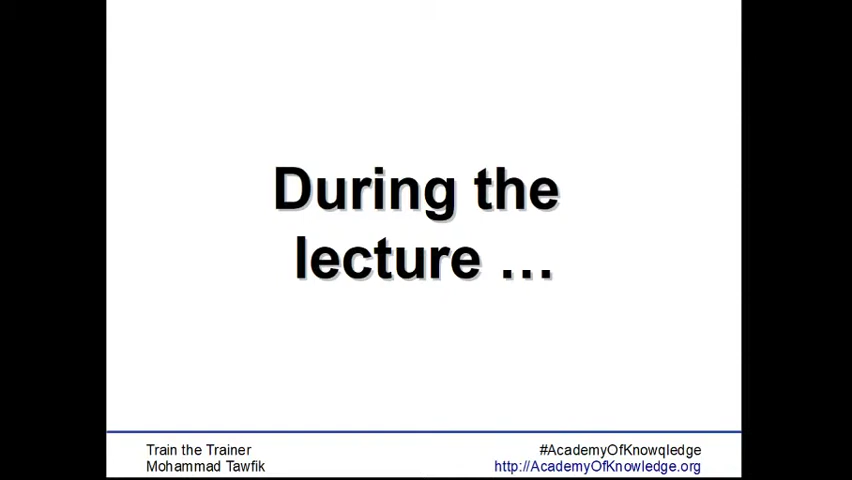 During the
lecture ...
Train the Trainer
Mohammad Tawfik
#AcademyOfKnowqledge
http://AcademyOfKnowledge.org